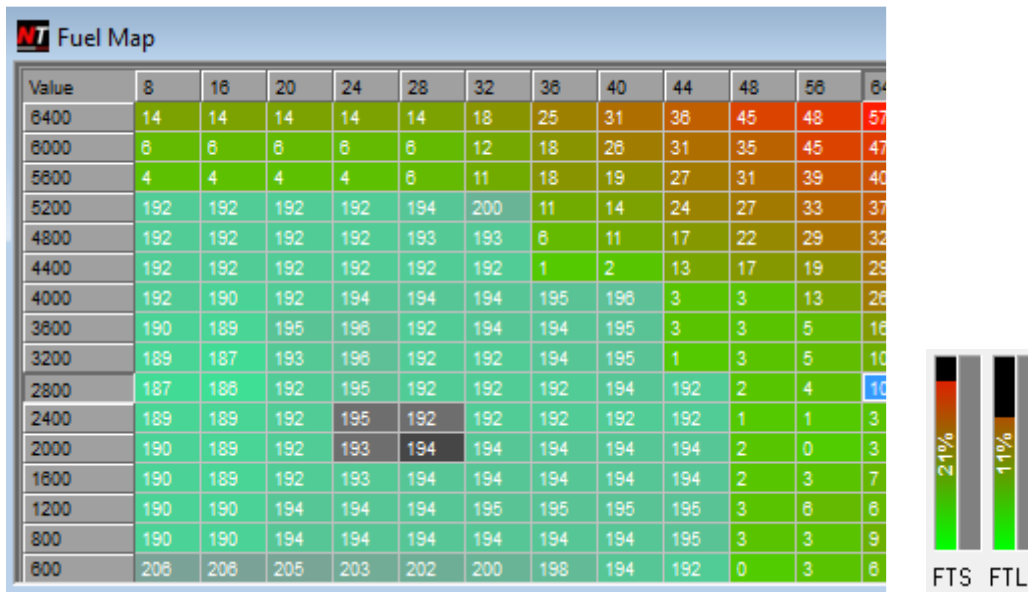 NT Fuel Map
Value 8 16 20 24 28 32 36 40 44 48 56 64
6400 14 14 14 14 14 18 25 31 36 45 48 57
6000 6 6 6 6 6 12 18 26 31 35 45 47
5600 4 4 4 4 6 11 18 19 27 31 39 40
5200 192 192 192 192 194 200 11 14 24 27 33 37
4800 192 192 192 192 193 193 6 11 17 22 29 32
4400 192 192 192 192 192 192 1 2 13 17 19 29
4000 192 190 192 194 194 194 195 196 3 3 13 26
3600 190 189 195 196 192 194 194 195 3 3 5 16
3200 189 187 193 196 192 192 194 195 1 3 5 10
2800 187 186 192 195 192 192 192 194 192 2 4 10
2400 189 189 192 195 192 192 192 192 192 1 1 3
2000 190 189 192 193 194 194 194 194 194 2 0 3
1600 190 189 192 193 194 194 194 194 194 2 3 7
1200 190 190 194 194 194 195 195 195 195 3 6 6
800 190 190 194 194 194 194 194 194 195 3 3 9
600 206 206 205 203 202 200 198 194 192 0 3 6
21% 11%
FTS FTL